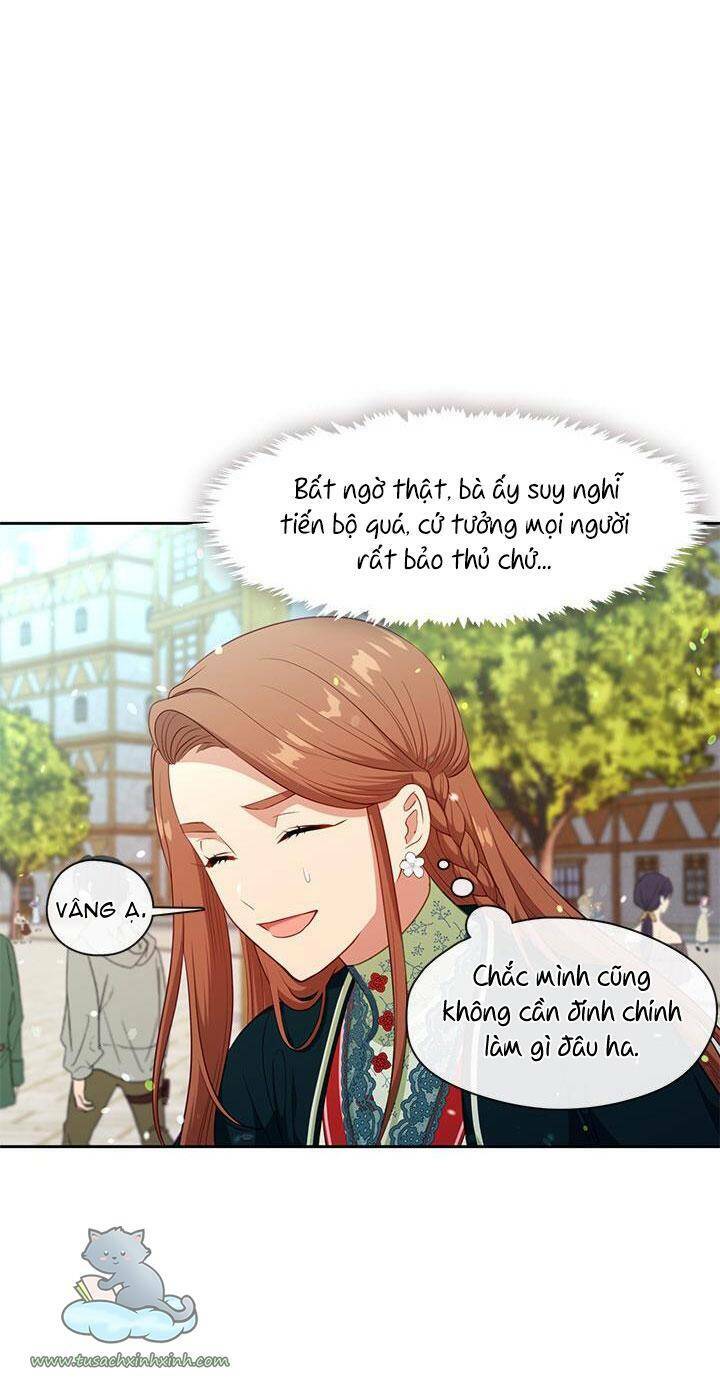 Bất ngờ thật, bà ấy suy nghĩ
tiến bộ quá, cứ tưởng mọi người
rất bảo thủ chứ...
VÂNG Ạ.
Chắc mình cũng
không cần đính chính
làm gì đâu ha.
www.tusachxinhxinh.com